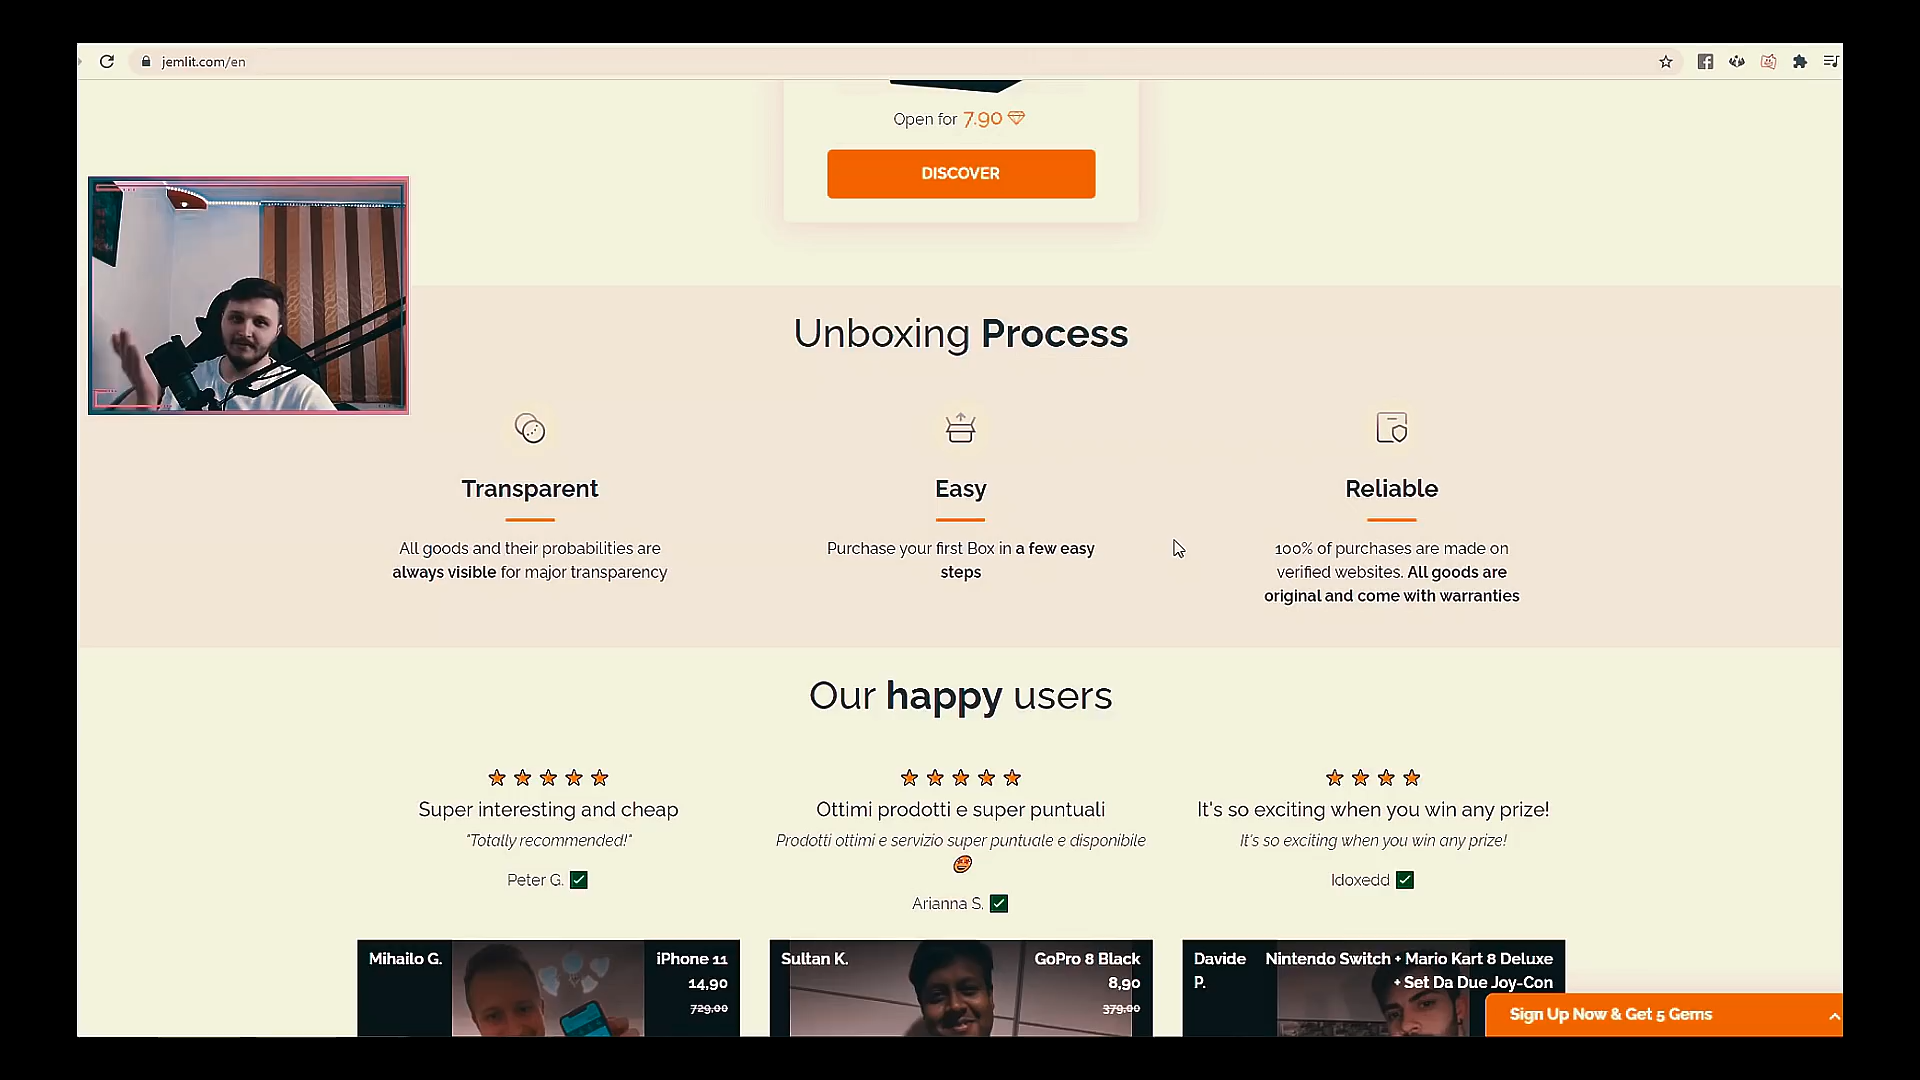 jemlit.com/en
Open for 7.90
DISCOVER
Unboxing Process
Transparent
All goods and their probabilities are
always visible for major transparency
Easy
Purchase your first Box in a few easy
steps
Reliable
100% of purchases are made on
verified websites. All goods are
original and come with warranties
Our happy users
Super interesting and cheap
"Totally recommended!"
Peter G.
Ottimi prodotti e super puntuali
Prodotti ottimi e servizio super puntuale e disponibile
Arianna S.
It's so exciting when you win any prize!
It's so exciting when you win any prize!
Idoxedd
Mihailo G.
iPhone 11
14,90
729.00
Sultan K.
GoPro 8 Black
8,90
379.00
Davide
P.
Nintendo Switch + Mario Kart 8 Deluxe
+ Set Da Due Joy-Con
Sign Up Now & Get 5 Gems